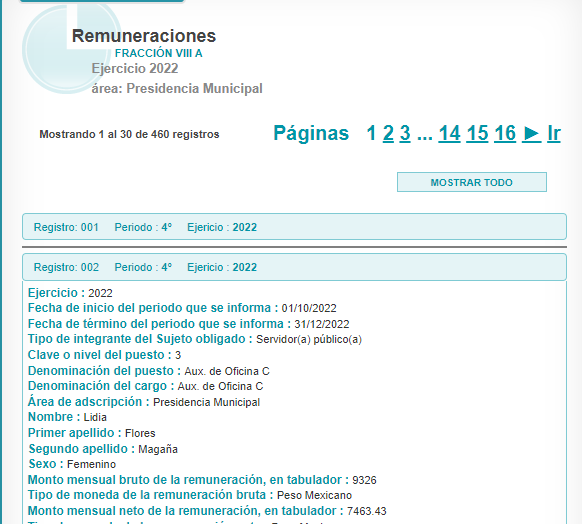 Remuneraciones
FRACCIÓN VIII A
Ejercicio 2022
área: Presidencia Municipal
Mostrando 1 al 30 de 460 registros
Páginas 1 2 3 ... 14 15 16 ► Ir
MOSTRAR TODO
Registro: 001 Periodo : 4º Ejericio : 2022
Registro: 002 Periodo : 4º Ejericio : 2022
Ejercicio : 2022
Fecha de inicio del periodo que se informa : 01/10/2022
Fecha de término del periodo que se informa : 31/12/2022
Tipo de integrante del Sujeto obligado : Servidor(a) público(a)
Clave o nivel del puesto : 3
Denominación del puesto : Aux. de Oficina C
Denominación del cargo : Aux. de Oficina C
Área de adscripción : Presidencia Municipal
Nombre : Lidia
Primer apellido : Flores
Segundo apellido : Magaña
Sexo : Femenino
Monto mensual bruto de la remuneración, en tabulador : 9326
Tipo de moneda de la remuneración bruta : Peso Mexicano
Monto mensual neto de la remuneración, en tabulador : 7463.43